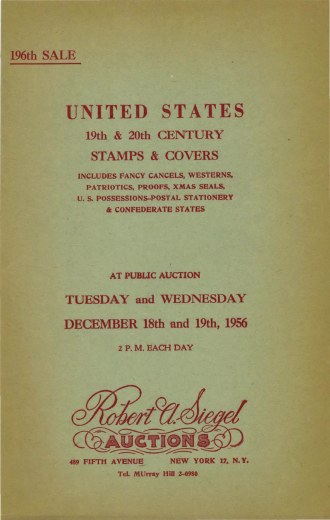 196th SALE
UNITED STATES
19th & 20th CENTURY
STAMPS & COVERS
INCLUDES FANCY CANCELS, WESTERNS,
PATRIOTICS, PROOFS, XMAS SEALS,
U. S. POSSESSIONS-POSTAL STATIONERY
& CONFEDERATE STATES
AT PUBLIC AUCTION
TUESDAY and WEDNESDAY
DECEMBER 18th and 19th, 1956
2 P. M. EACH DAY
Robert A. Siegel
AUCTIONS
489 FIFTH AVENUE NEW YORK 17, N. Y.
Tel. MUrray Hill 2-0980